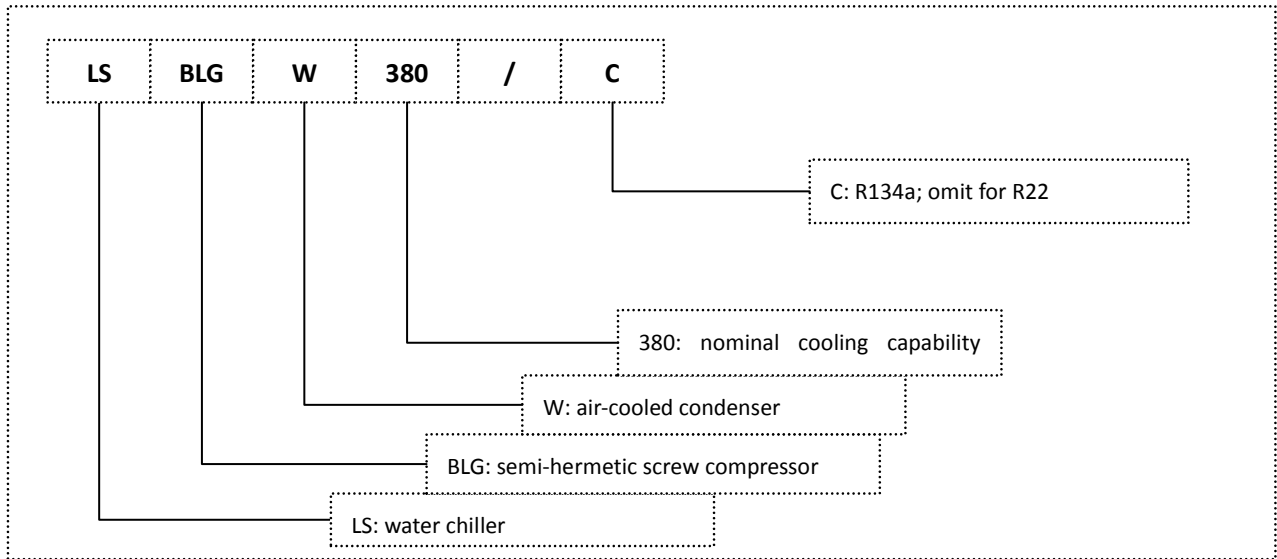 LS BLG W 380 / C
C: R134a; omit for R22
380: nominal cooling capability
W: air-cooled condenser
BLG: semi-hermetic screw compressor
LS: water chiller